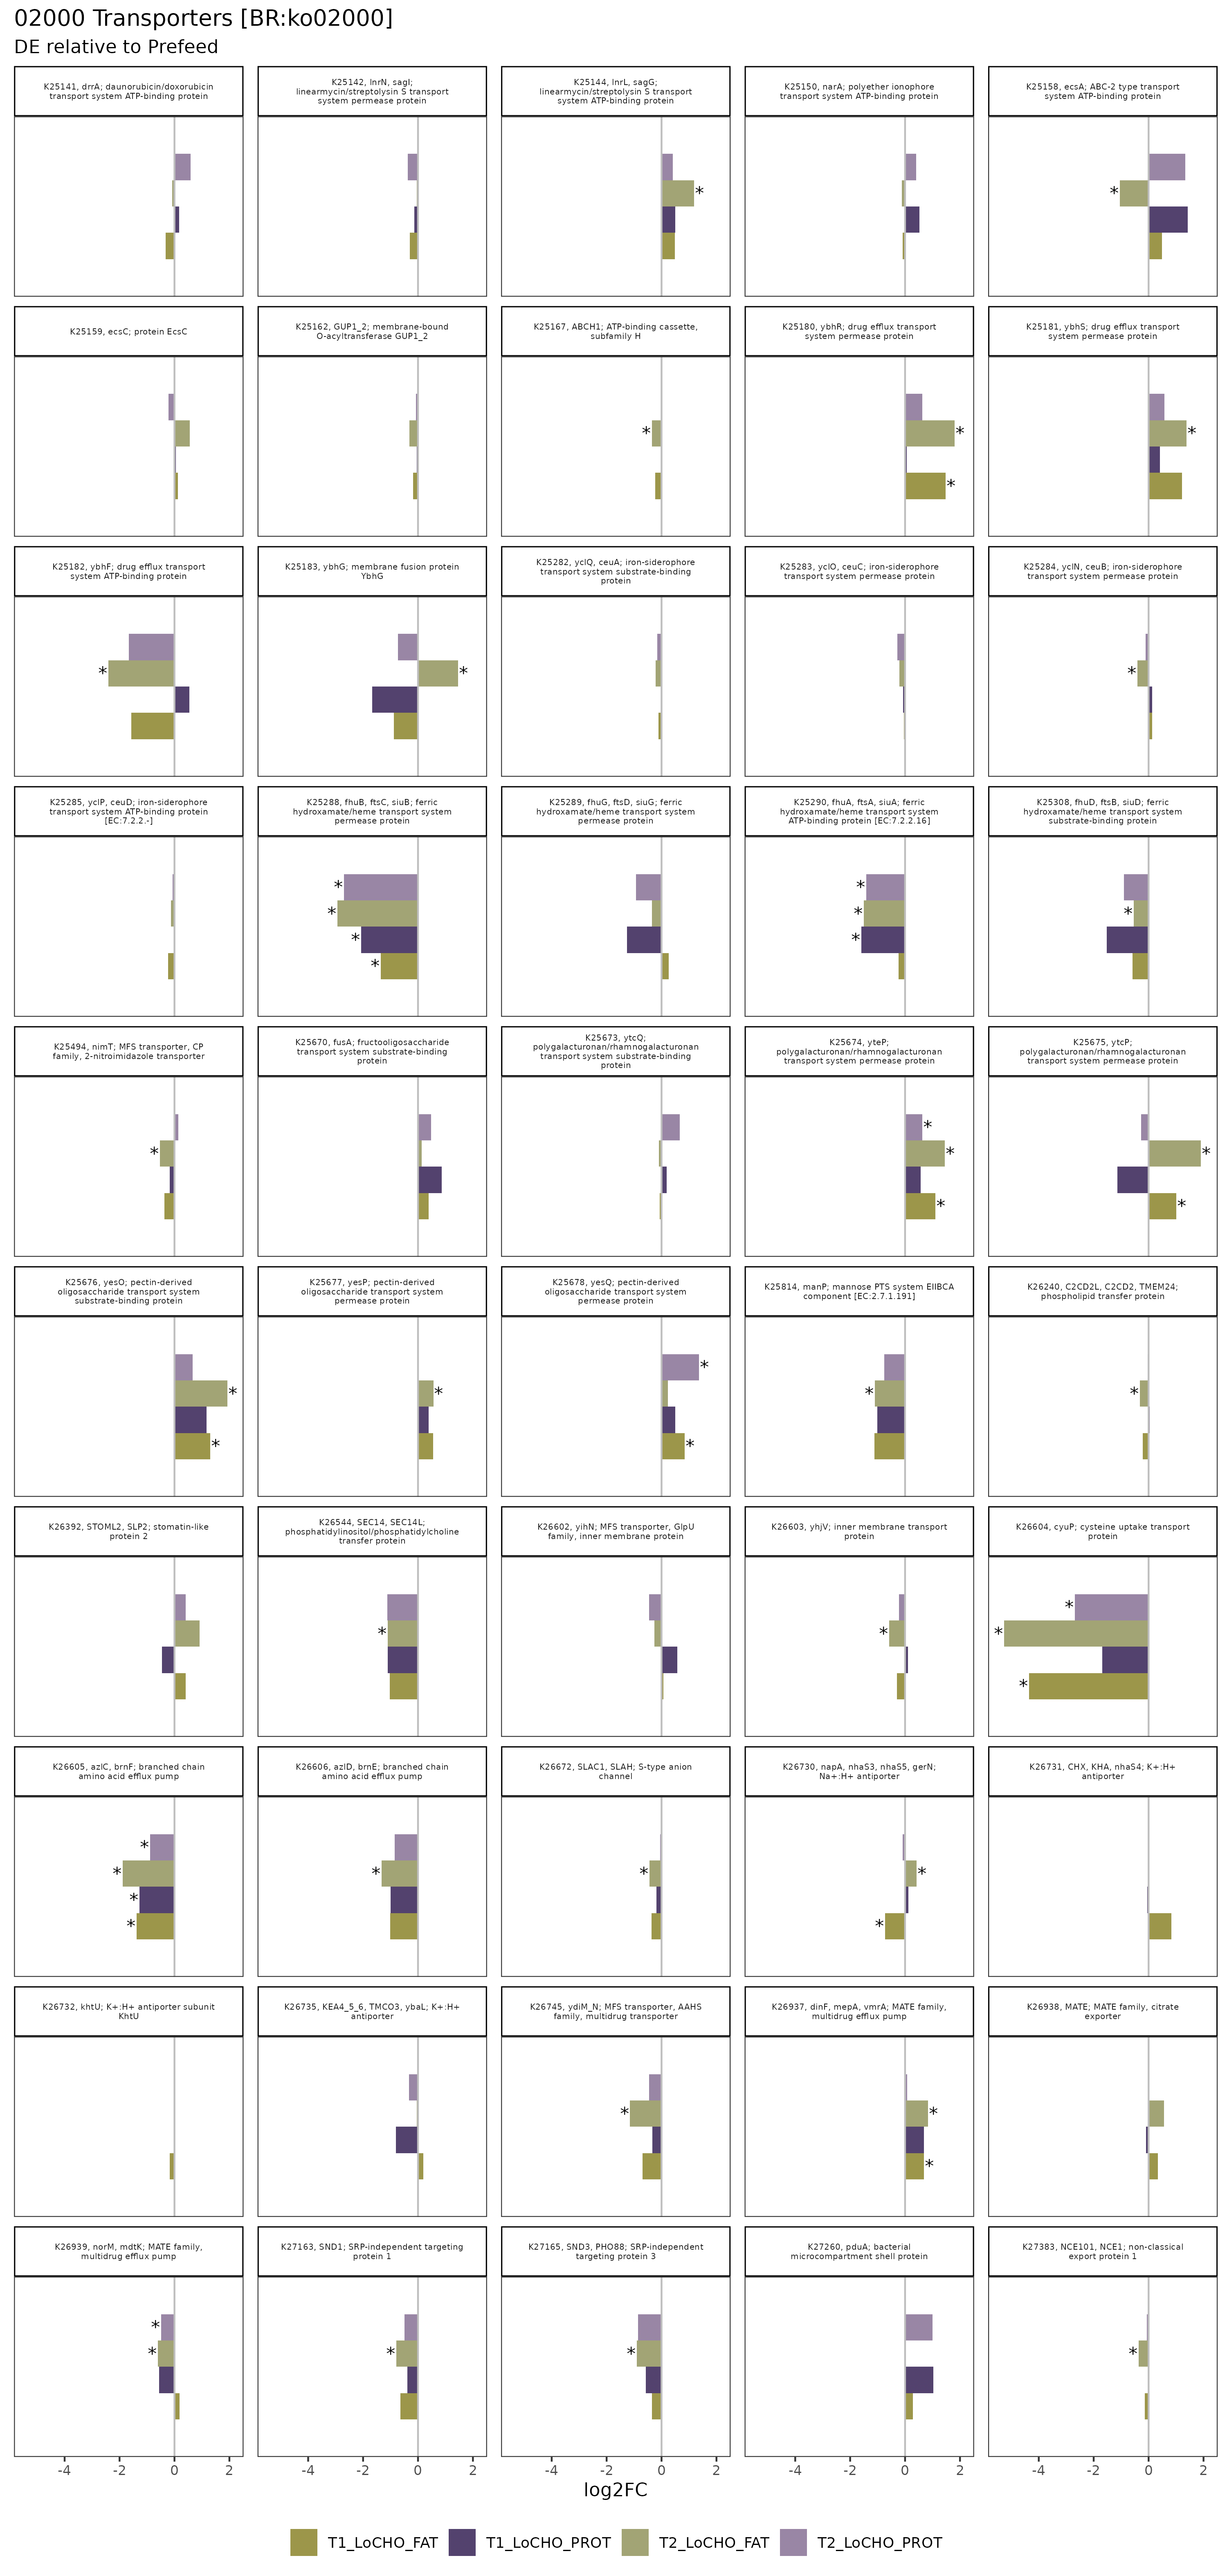 02000 Transporters [BR:ko02000]
DE relative to Prefeed
K25141, drrA; daunorubicin/doxorubicin
transport system ATP-binding protein
K25142, lnrN, sagI;
linearmycin/streptolysin S transport
system permease protein
K25144, lnrL, sagG;
linearmycin/streptolysin S transport
system ATP-binding protein
K25150, narA; polyether ionophore
transport system ATP-binding protein
K25158, ecsA; ABC-2 type transport
system ATP-binding protein
*
*
K25159, ecsC; protein EcsC
K25162, GUP1_2; membrane-bound
O-acyltransferase GUP1_2
K25167, ABCH1; ATP-binding cassette,
subfamily H
K25180, ybhR; drug efflux transport
system permease protein
K25181, ybhS; drug efflux transport
system permease protein
*
*
*
*
K25182, ybhF; drug efflux transport
system ATP-binding protein
K25183, ybhG; membrane fusion protein
YbhG
K25282, yclQ, ceuA; iron-siderophore
transport system substrate-binding
protein
K25283, yclO, ceuC; iron-siderophore
transport system permease protein
K25284, yclN, ceuB; iron-siderophore
transport system permease protein
*
*
*
K25285, yclP, ceuD; iron-siderophore
transport system ATP-binding protein
[EC:7.2.2.-]
K25288, fhuB, ftsC, siuB; ferric
hydroxamate/heme transport system
permease protein
K25289, fhuG, ftsD, siuG; ferric
hydroxamate/heme transport system
permease protein
K25290, fhuA, ftsA, siuA; ferric
hydroxamate/heme transport system
ATP-binding protein [EC:7.2.2.16]
K25308, fhuD, ftsB, siuD; ferric
hydroxamate/heme transport system
substrate-binding protein
*
*
*
*
*
*
*
*
K25494, nimT; MFS transporter, CP
family, 2-nitroimidazole transporter
K25670, fusA; fructooligosaccharide
transport system substrate-binding
protein
K25673, ytcQ;
polygalacturonan/rhamnogalacturonan
transport system substrate-binding
protein
K25674, yteP;
polygalacturonan/rhamnogalacturonan
transport system permease protein
K25675, ytcP;
polygalacturonan/rhamnogalacturonan
transport system permease protein
*
*
*
*
*
*
K25676, yesO; pectin-derived
oligosaccharide transport system
substrate-binding protein
K25677, yesP; pectin-derived
oligosaccharide transport system
permease protein
K25678, yesQ; pectin-derived
oligosaccharide transport system
permease protein
K25814, manP; mannose PTS system EIIBCA
component [EC:2.7.1.191]
K26240, C2CD2L, C2CD2, TMEM24;
phospholipid transfer protein
*
*
*
*
*
*
*
K26392, STOML2, SLP2; stomatin-like
protein 2
K26544, SEC14, SEC14L;
phosphatidylinositol/phosphatidylcholine
transfer protein
K26602, yihN; MFS transporter, GlpU
family, inner membrane protein
K26603, yhjV; inner membrane transport
protein
K26604, cyuP; cysteine uptake transport
protein
*
*
*
*
*
K26605, azlC, brnF; branched chain
amino acid efflux pump
K26606, azlD, brnE; branched chain
amino acid efflux pump
K26672, SLAC1, SLAH; S-type anion
channel
K26730, napA, nhaS3, nhaS5, gerN;
Na+:H+ antiporter
K26731, CHX, KHA, nhaS4; K+:H+
antiporter
*
*
*
*
*
*
*
*
K26732, khtU; K+:H+ antiporter subunit
KhtU
K26735, KEA4_5_6, TMCO3, ybaL; K+:H+
antiporter
K26745, ydiM_N; MFS transporter, AAHS
family, multidrug transporter
K26937, dinF, mepA, vmrA; MATE family,
multidrug efflux pump
K26938, MATE; MATE family, citrate
exporter
*
*
*
K26939, norM, mdtK; MATE family,
multidrug efflux pump
K27163, SND1; SRP-independent targeting
protein 1
K27165, SND3, PHO88; SRP-independent
targeting protein 3
K27260, pduA; bacterial
microcompartment shell protein
K27383, NCE101, NCE1; non-classical
export protein 1
*
*
*
*
*
-4 -2 0 2 -4 -2 0 2 -4 -2 0 2 -4 -2 0 2 -4 -2 0 2
log2FC
T1_LoCHO_FAT T1_LoCHO_PROT T2_LoCHO_FAT T2_LoCHO_PROT